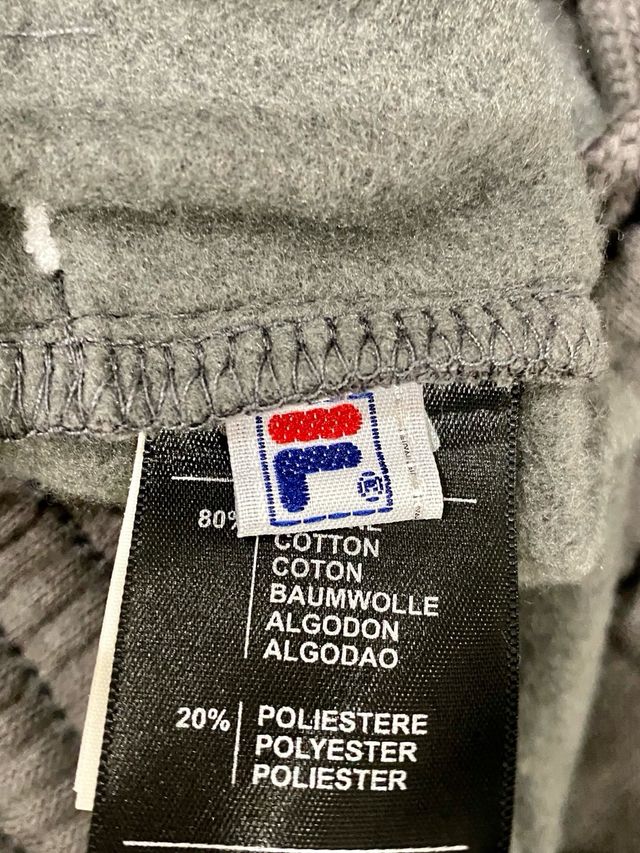 80%
COTTON
COTON
BAUMWOLLE
ALGODON
ALGODAO
20% POLIESTERE
POLYESTER
POLIESTER